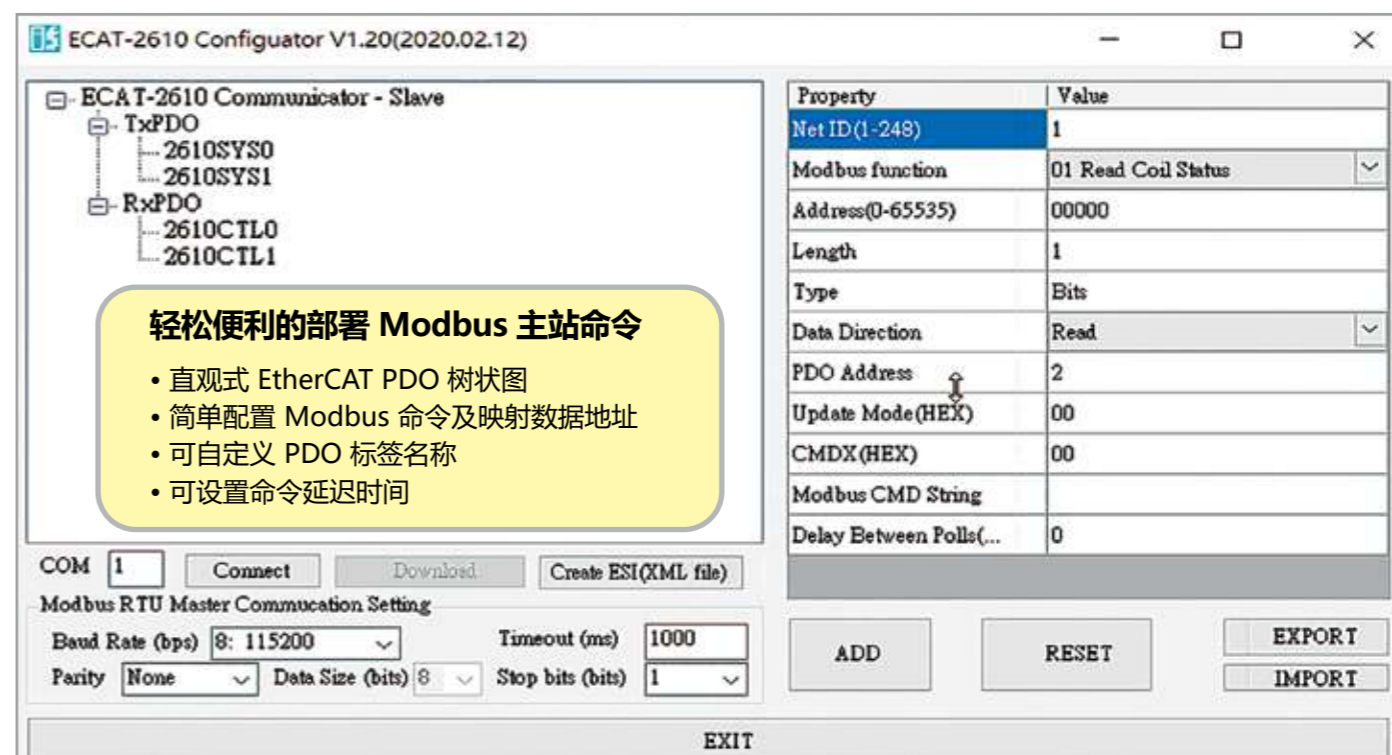 ECAT-2610 Configuator V1.20(2020.02.12)
ECAT-2610 Communicator - Slave
TxPDO
2610SYS0
2610SYS1
RxPDO
2610CTL0
2610CTL1
轻松便利的部署 Modbus 主站命令
• 直观式 EtherCAT PDO 树状图
• 简单配置 Modbus 命令及映射数据地址
• 可自定义 PDO 标签名称
• 可设置命令延迟时间
COM 1 Connect Download Create ESI(XML file)
Modbus RTU Master Commucation Setting
Baud Rate (bps) 8: 115200 Timeout (ms) 1000
Parity None Data Size (bits) 8 Stop bits (bits) 1
Property Value
Net ID(1-248) 1
Modbus function 01 Read Coil Status
Address(0-65535) 00000
Length 1
Type Bits
Data Direction Read
PDO Address 2
Update Mode(HEX) 00
CMDX(HEX) 00
Modbus CMD String
Delay Between Polls(... 0
ADD RESET EXPORT
IMPORT
EXIT